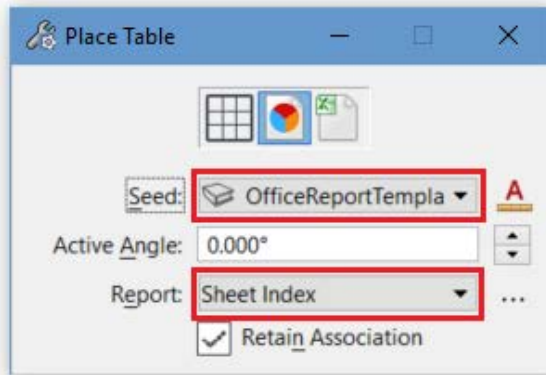 Place Table
Seed: OfficeReportTempla
Active Angle: 0.000°
Report: Sheet Index
...
Retain Association